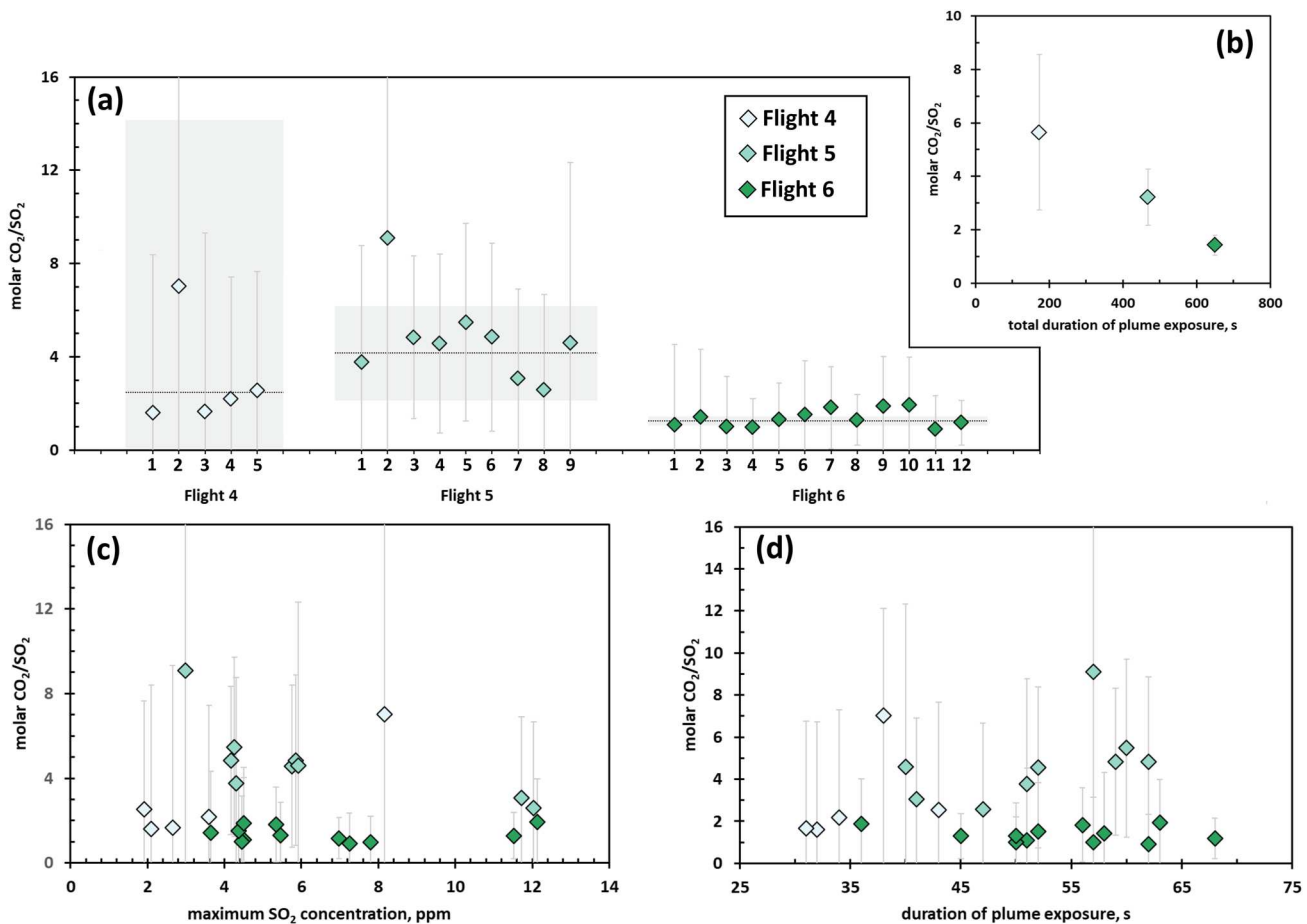 (a)
molar CO₂/SO₂
16
12
8
4
0
1 2 3 4 5
Flight 4
1 2 3 4 5 6 7 8 9
Flight 5
1 2 3 4 5 6 7 8 9 10 11 12
Flight 6
Flight 4
Flight 5
Flight 6
(b)
molar CO₂/SO₂
10
8
6
4
2
0
0 200 400 600 800
total duration of plume exposure, s
(c)
molar CO₂/SO₂
16
12
8
4
0
0 2 4 6 8 10 12 14
maximum SO₂ concentration, ppm
(d)
molar CO₂/SO₂
16
14
12
10
8
6
4
2
0
25 35 45 55 65 75
duration of plume exposure, s